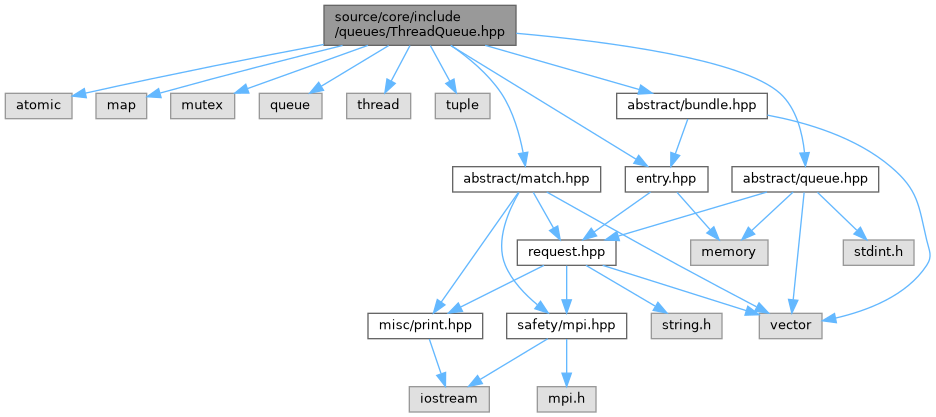 source/core/include
/queues/ThreadQueue.hpp
atomic
map
mutex
queue
thread
tuple
abstract/bundle.hpp
abstract/match.hpp
entry.hpp
abstract/queue.hpp
request.hpp
memory
stdint.h
misc/print.hpp
safety/mpi.hpp
string.h
vector
iostream
mpi.h